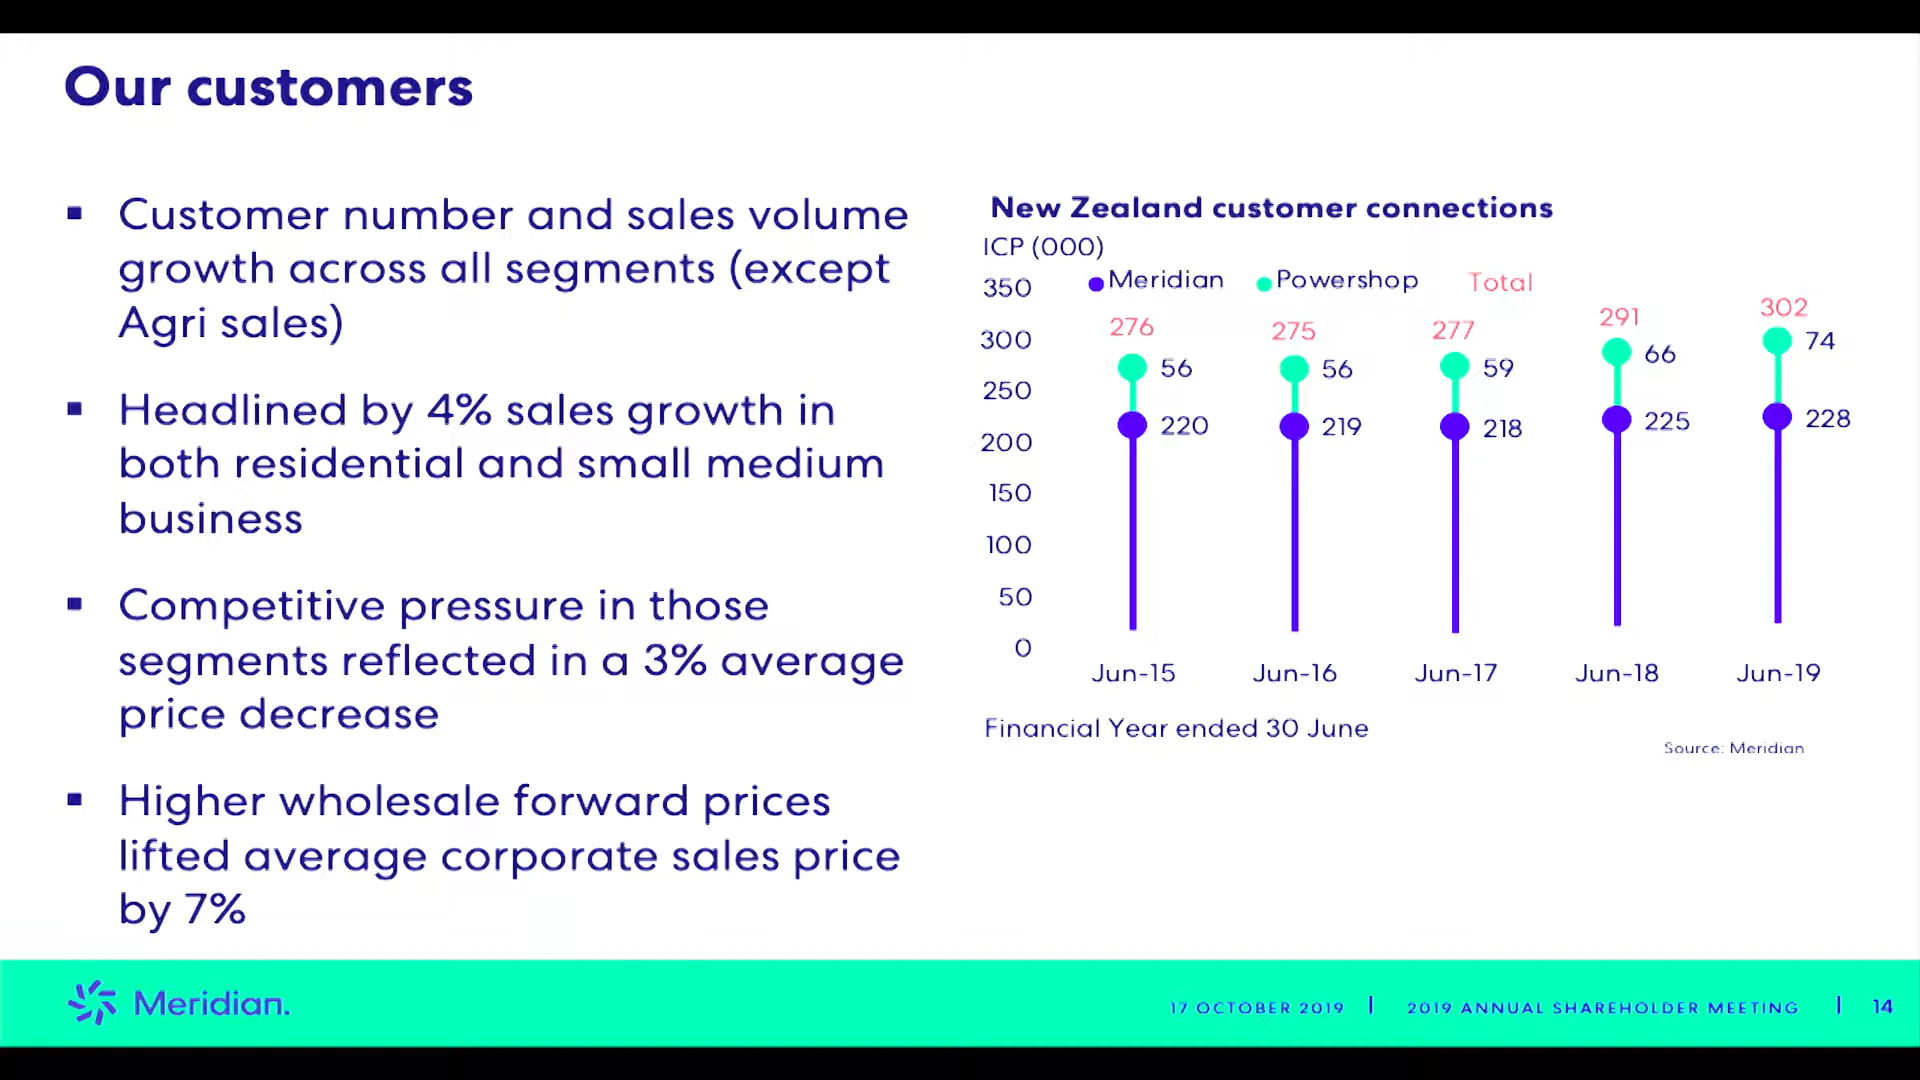 Our customers
▪ Customer number and sales volume
growth across all segments (except
Agri sales)
▪ Headlined by 4% sales growth in
both residential and small medium
business
▪ Competitive pressure in those
segments reflected in a 3% average
price decrease
▪ Higher wholesale forward prices
lifted average corporate sales price
by 7%
New Zealand customer connections
ICP (000)
Meridian Powershop Total
350
300
250
200
150
100
50
0
276 275 277 291 302
56 56 59 66 74
220 219 218 225 228
Jun-15 Jun-16 Jun-17 Jun-18 Jun-19
Financial Year ended 30 June
Source: Meridian
Meridian.
17 OCTOBER 2019 | 2019 ANNUAL SHAREHOLDER MEETING | 14